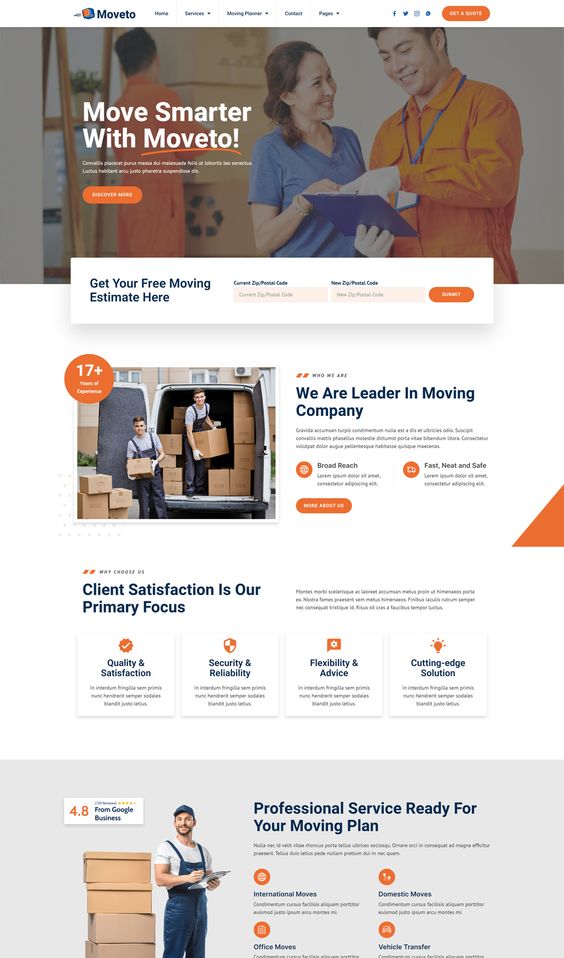 Moveto
Home
Services
Moving Planner
Contact
Pages
GET A QUOTE
Move Smarter
With Moveto!
Convallis placerat purus massa dui malesuada felis ut lobortis leo senectus.
Luctus habitant arcu justo pharetra suspendisse dis.
DISCOVER MORE
Get Your Free Moving
Estimate Here
Current Zip/Postal Code
New Zip/Postal Code
Current Zip/Postal Code
New Zip/Postal Code
SUBMIT
17+
Years of
Experience
WHO WE ARE
We Are Leader In Moving
Company
Gravida accumsan turpis condimentum nulla est a dis et ultricies odio. Suscipit
convallis mattis phasellus molestie dictumst porta vitae bibendum litora. Consectetur
volutpat dolor augue pellentesque habitasse quisque maecenas.
Broad Reach
Lorem ipsum dolor sit amet,
consectetur adipiscing elit.
Fast, Neat and Safe
Lorem ipsum dolor sit amet,
consectetur adipiscing elit.
MORE ABOUT US
WHY CHOOSE US
Client Satisfaction Is Our
Primary Focus
Montes morbi scelerisque ac laoreet accumsan metus proin ut himenaeos porta
ex. Nostra fames praesent sem metus himenaeos. Finibus iaculis rutrum semper
nec consequat tristique id. Risus sit cras a faucibus tempor luctus.
Quality &
Satisfaction
In interdum fringilla sem primis
nunc hendrerit semper sodales
blandit justo letius.
Security &
Reliability
In interdum fringilla sem primis
nunc hendrerit semper sodales
blandit justo letius.
Flexibility &
Advice
In interdum fringilla sem primis
nunc hendrerit semper sodales
blandit justo letius.
Cutting-edge
Solution
In interdum fringilla sem primis
nunc hendrerit semper sodales
blandit justo letius.
4.8
From Google
Business
Professional Service Ready For
Your Moving Plan
Nulla nec id velit vitae rhoncus porta tellus ultrices sociosqu. Ornare orci in consequat ad magna efficitur
praesent. Tellus duis letius pede nullam pretium dui in nec quam.
International Moves
Condimentum cursus facilisis aliquam porttitor
euismod justo ipsum arcu montes mi.
Domestic Moves
Condimentum cursus facilisis aliquam porttitor
euismod justo ipsum arcu montes mi.
Office Moves
Condimentum cursus facilisis aliquam porttitor
Vehicle Transfer
Condimentum cursus facilisis aliquam porttitor